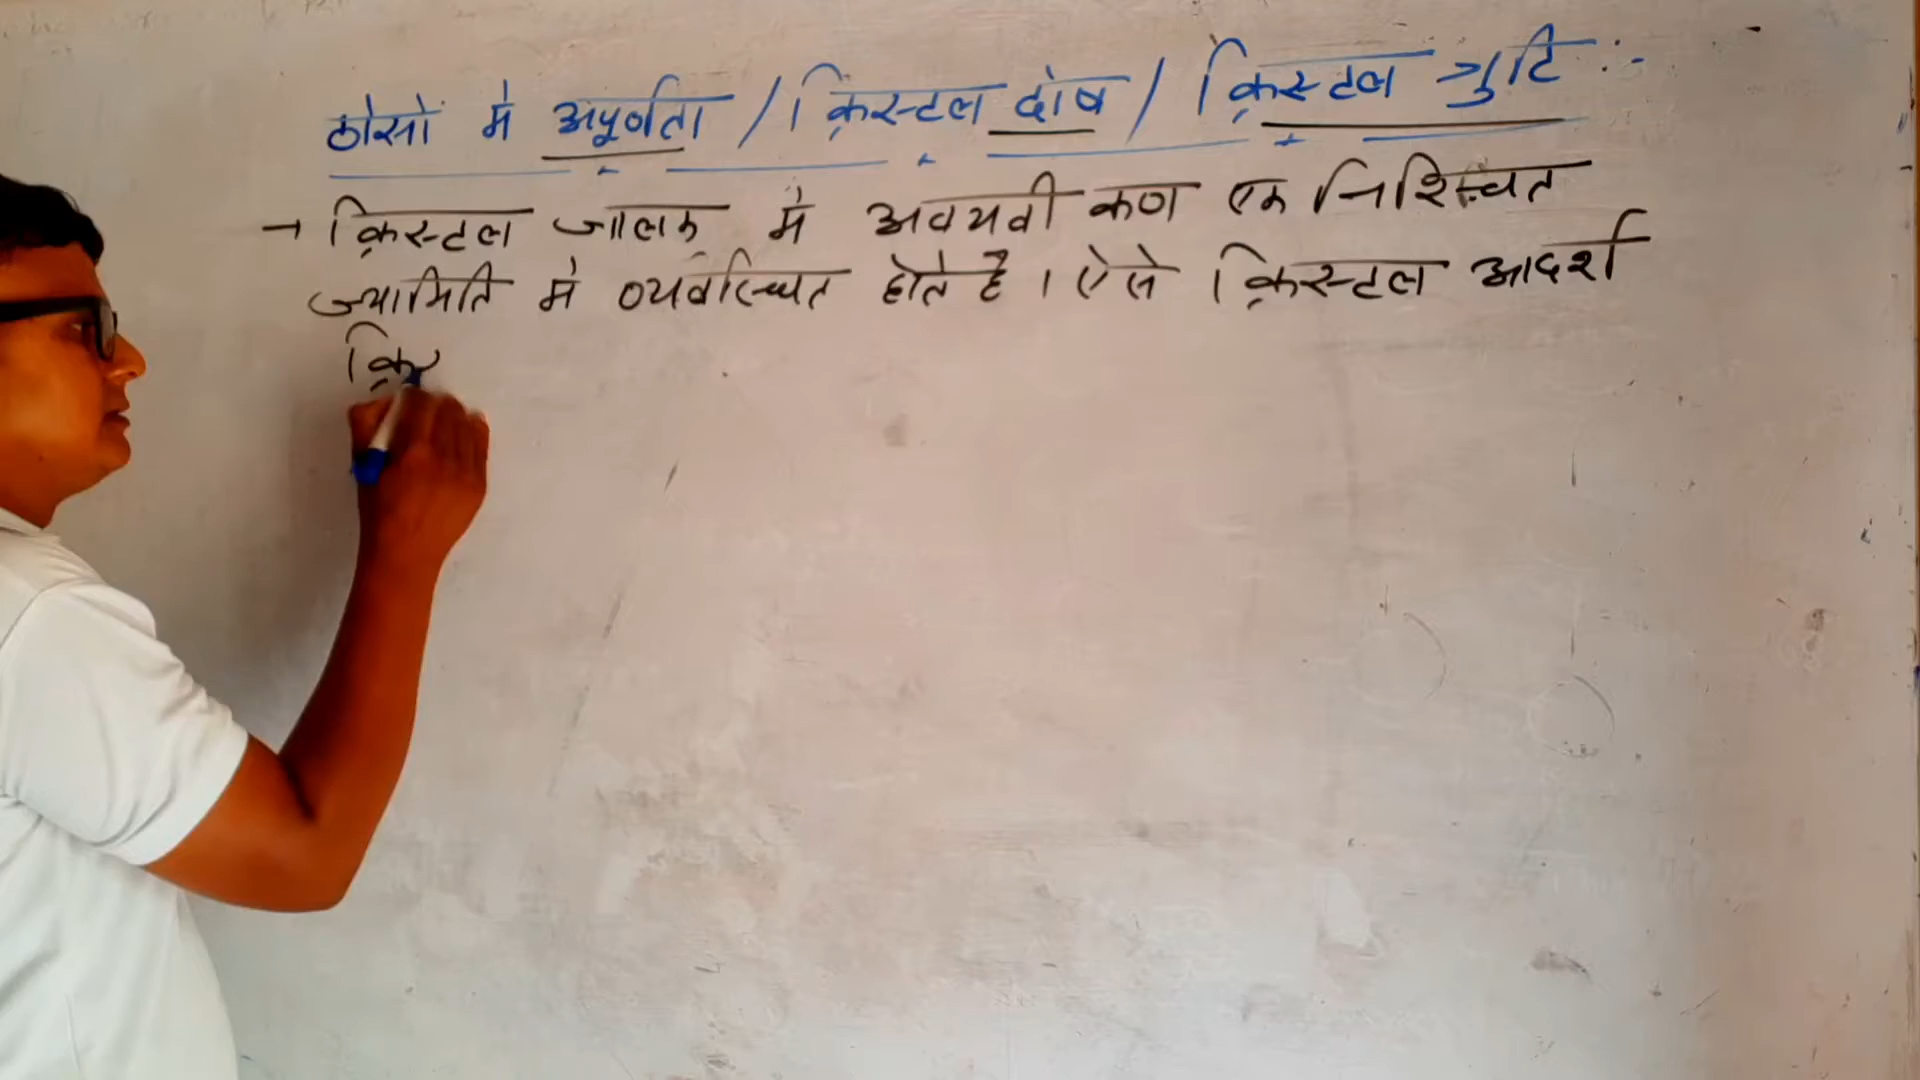 ठोसों में अपूर्णता / क्रिस्टल दोष / क्रिस्टल त्रुटि :-
→ क्रिस्टल जालक में अवयवी कण एक निश्चित
ज्यामिति में व्यवस्थित होते हैं। ऐसे क्रिस्टल आदर्श
क्रि